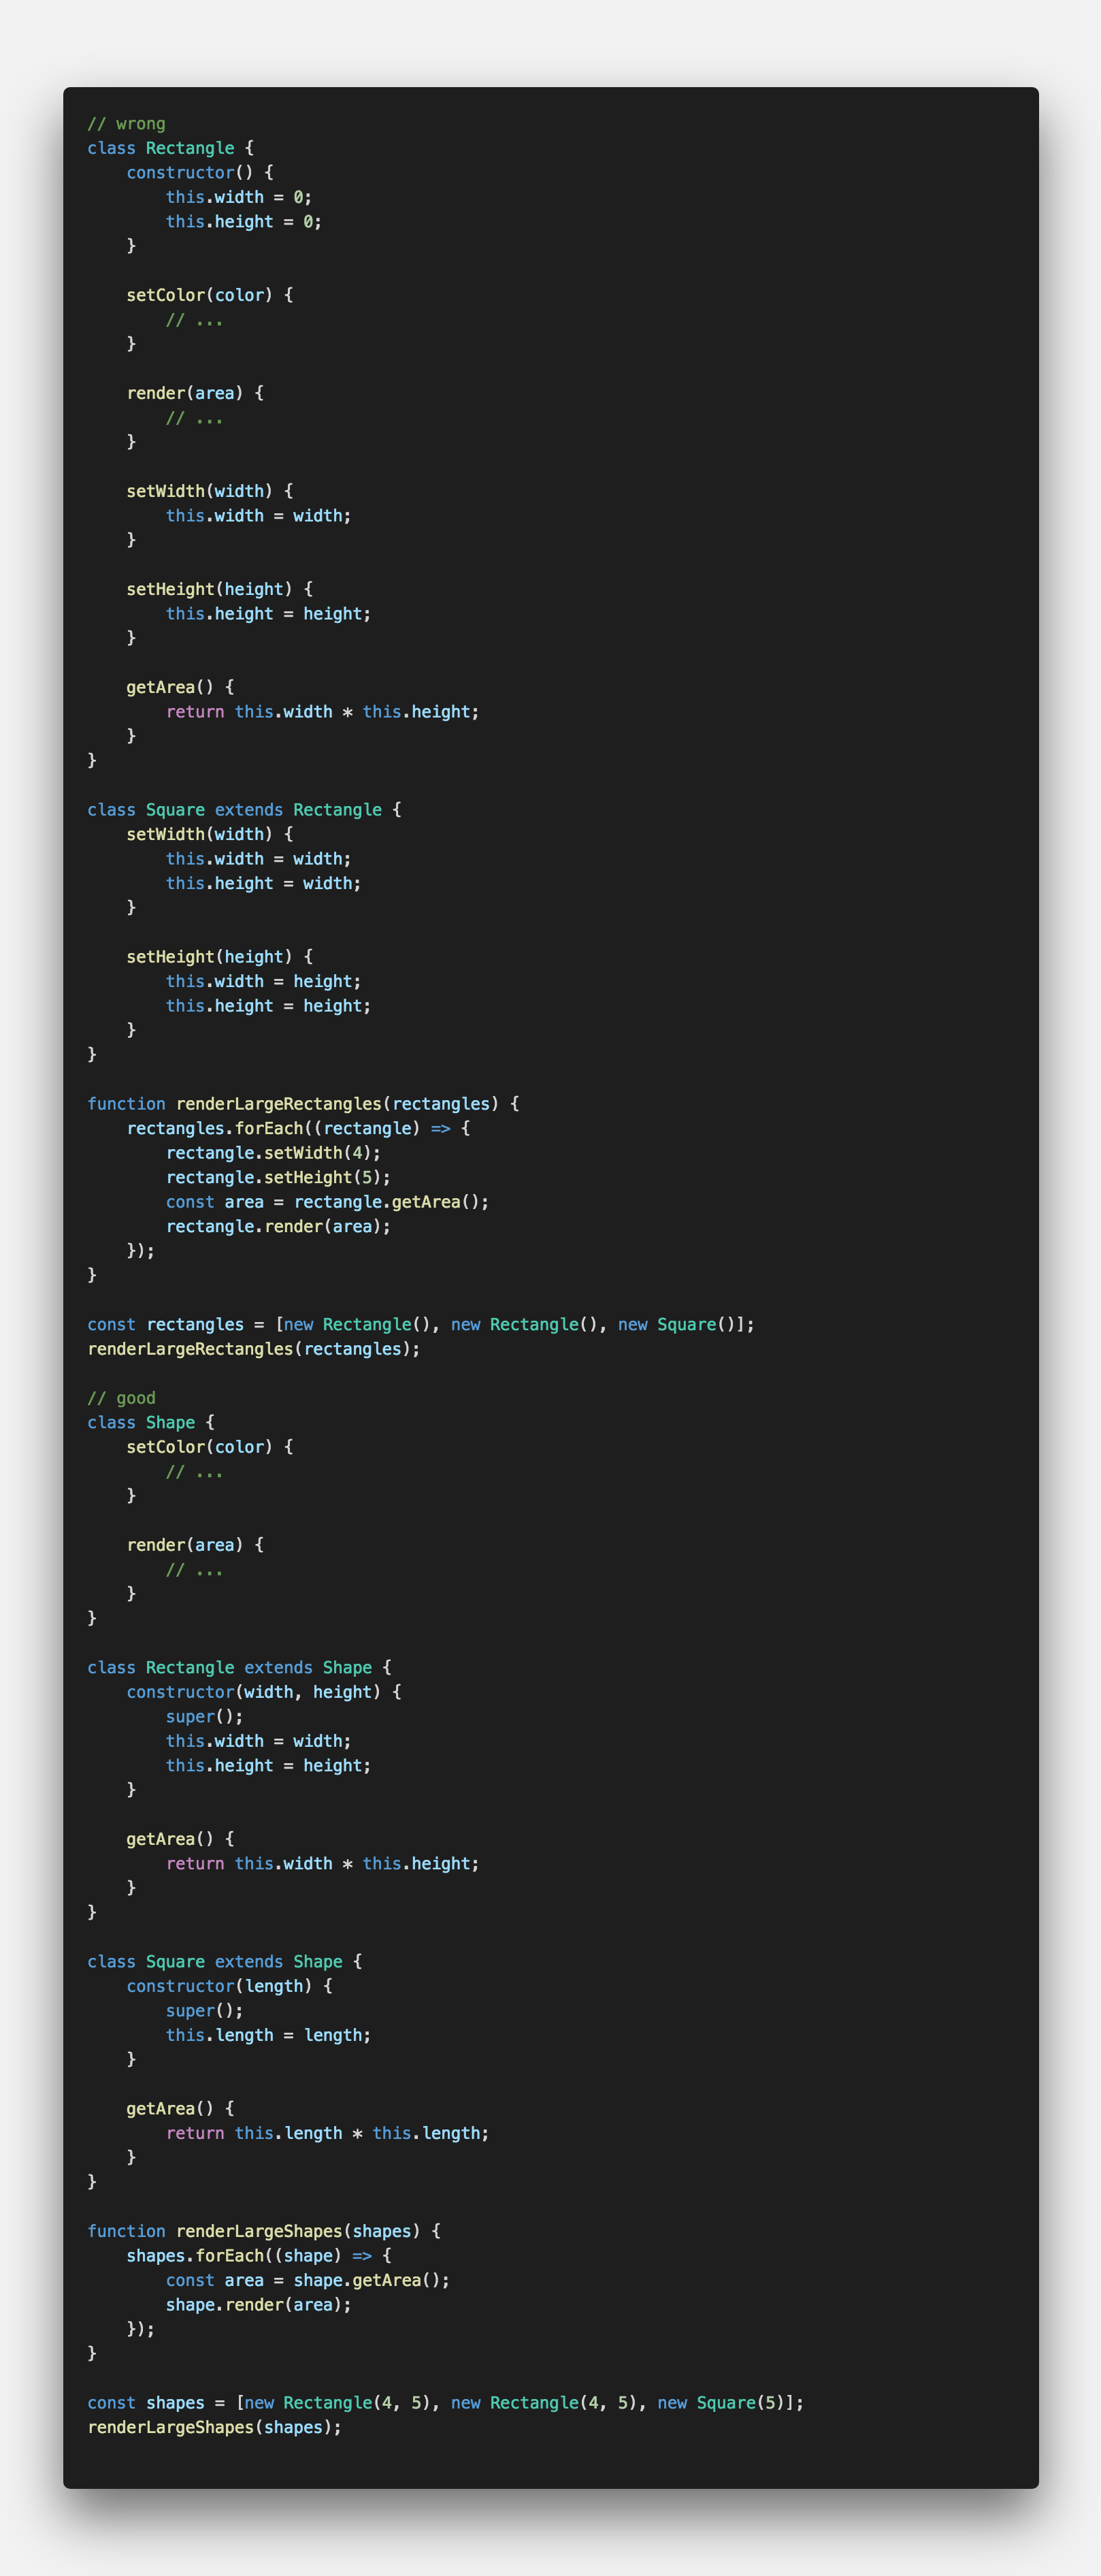 // wrong
class Rectangle {
    constructor() {
        this.width = 0;
        this.height = 0;
    }

    setColor(color) {
        // ...
    }

    render(area) {
        // ...
    }

    setWidth(width) {
        this.width = width;
    }

    setHeight(height) {
        this.height = height;
    }

    getArea() {
        return this.width * this.height;
    }
}

class Square extends Rectangle {
    setWidth(width) {
        this.width = width;
        this.height = width;
    }

    setHeight(height) {
        this.width = height;
        this.height = height;
    }
}

function renderLargeRectangles(rectangles) {
    rectangles.forEach((rectangle) => {
        rectangle.setWidth(4);
        rectangle.setHeight(5);
        const area = rectangle.getArea();
        rectangle.render(area);
    });
}

const rectangles = [new Rectangle(), new Rectangle(), new Square()];
renderLargeRectangles(rectangles);

// good
class Shape {
    setColor(color) {
        // ...
    }

    render(area) {
        // ...
    }
}

class Rectangle extends Shape {
    constructor(width, height) {
        super();
        this.width = width;
        this.height = height;
    }

    getArea() {
        return this.width * this.height;
    }
}

class Square extends Shape {
    constructor(length) {
        super();
        this.length = length;
    }

    getArea() {
        return this.length * this.length;
    }
}

function renderLargeShapes(shapes) {
    shapes.forEach((shape) => {
        const area = shape.getArea();
        shape.render(area);
    });
}

const shapes = [new Rectangle(4, 5), new Rectangle(4, 5), new Square(5)];
renderLargeShapes(shapes);